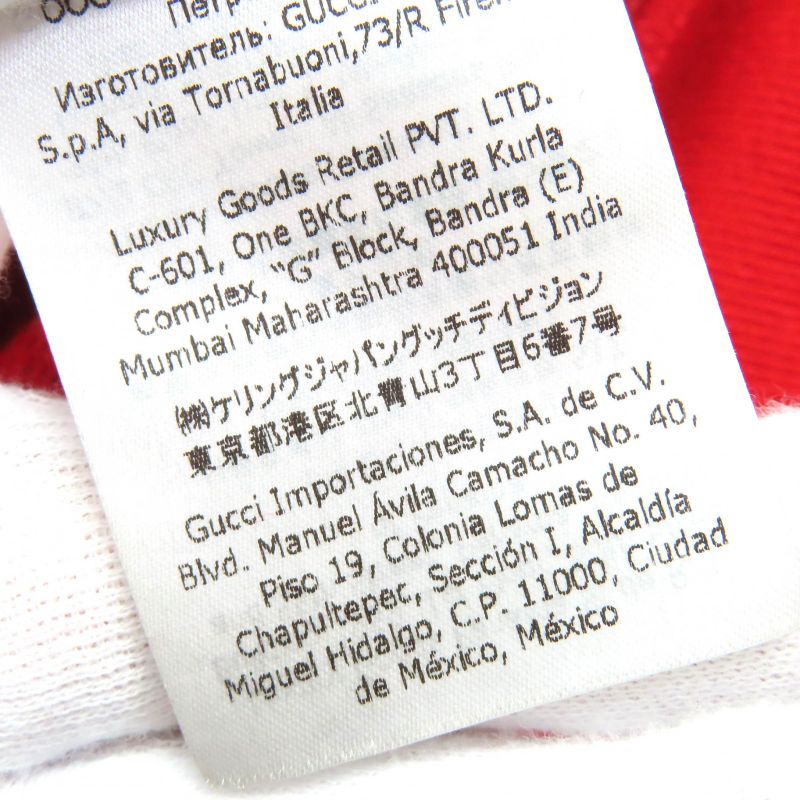 Изготовитель: GUCCI
S.p.A, via Tornabuoni,73/R Firen
Italia
Luxury Goods Retail PVT. LTD.
C-601, One BKC, Bandra Kurla
Complex, “G” Block, Bandra (E)
Mumbai Maharashtra 400051 India
㈱ケリングジャパングッチディビジョン
東京都港区北青山3丁目6番7号
Gucci Importaciones, S.A. de C.V.
Blvd. Manuel Ávila Camacho No. 40,
Piso 19, Colonia Lomas de
Chapultepec, Sección I, Alcaldía
Miguel Hidalgo, C.P. 11000, Ciudad
de México, México